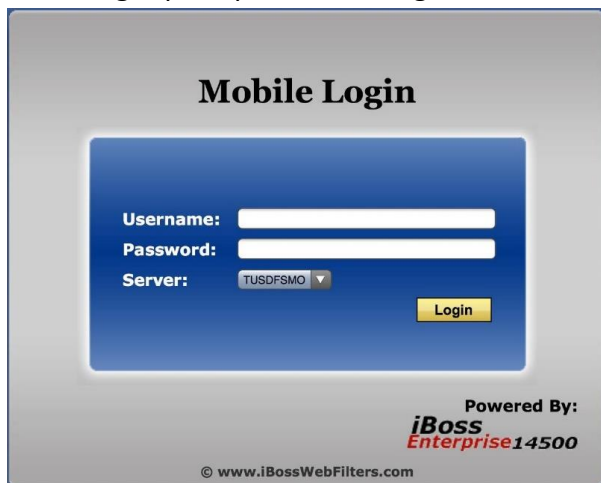 Mobile Login
Username:
Password:
Server: TUSDFSMO
Login
Powered By:
iBoss
Enterprise14500
© www.iBossWebFilters.com